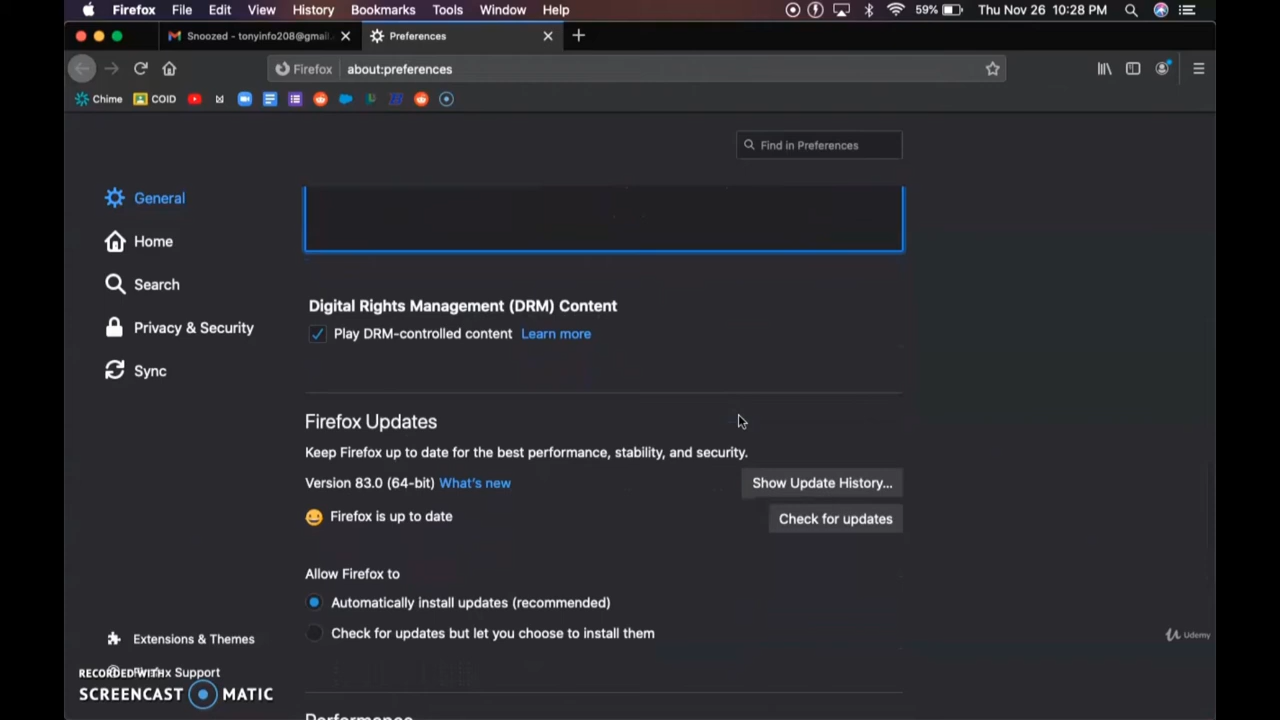 Firefox File Edit View History Bookmarks Tools Window Help 59% Thu Nov 26 10:28 PM
Snoozed - tonyinfo208@gmail. Preferences
Firefox about:preferences
Chime COID
Find in Preferences
General
Home
Search
Privacy & Security
Sync
Digital Rights Management (DRM) Content
Play DRM-controlled content Learn more
Firefox Updates
Keep Firefox up to date for the best performance, stability, and security.
Version 83.0 (64-bit) What's new
Show Update History...
Firefox is up to date
Check for updates
Allow Firefox to
Automatically install updates (recommended)
Check for updates but let you choose to install them
Extensions & Themes
Support
RECORDED WITH
SCREENCAST MATIC
Udemy
Performance